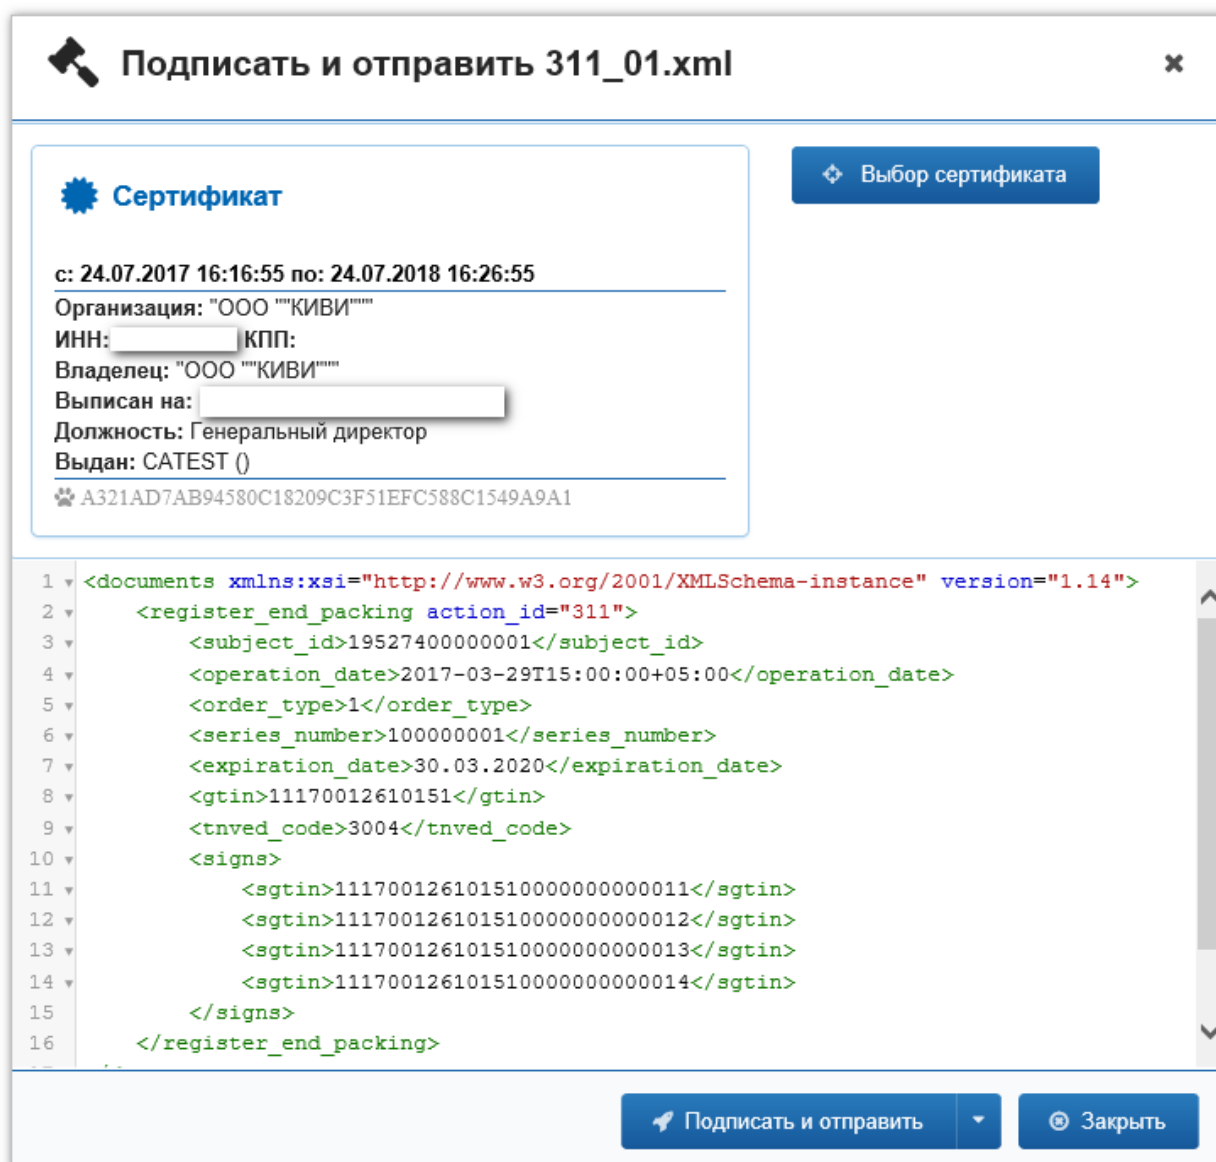 Подписать и отправить 311_01.xml
Выбор сертификата
Сертификат
с: 24.07.2017 16:16:55 по: 24.07.2018 16:26:55
Организация: "ООО ""КИВИ"""
ИНН: КПП:
Владелец: "ООО ""КИВИ"""
Выписан на:
Должность: Генеральный директор
Выдан: CATEST ()
A321AD7AB94580C18209C3F51EFC588C1549A9A1
1 <documents xmlns:xsi="http://www.w3.org/2001/XMLSchema-instance" version="1.14">
2 <register_end_packing action_id="311">
3 <subject_id>19527400000001</subject_id>
4 <operation_date>2017-03-29T15:00:00+05:00</operation_date>
5 <order_type>1</order_type>
6 <series_number>100000001</series_number>
7 <expiration_date>30.03.2020</expiration_date>
8 <gtin>11170012610151</gtin>
9 <tnved_code>3004</tnved_code>
10 <signs>
11 <sgtin>111700126101510000000000011</sgtin>
12 <sgtin>111700126101510000000000012</sgtin>
13 <sgtin>111700126101510000000000013</sgtin>
14 <sgtin>111700126101510000000000014</sgtin>
15 </signs>
16 </register_end_packing>
Подписать и отправить
Закрыть